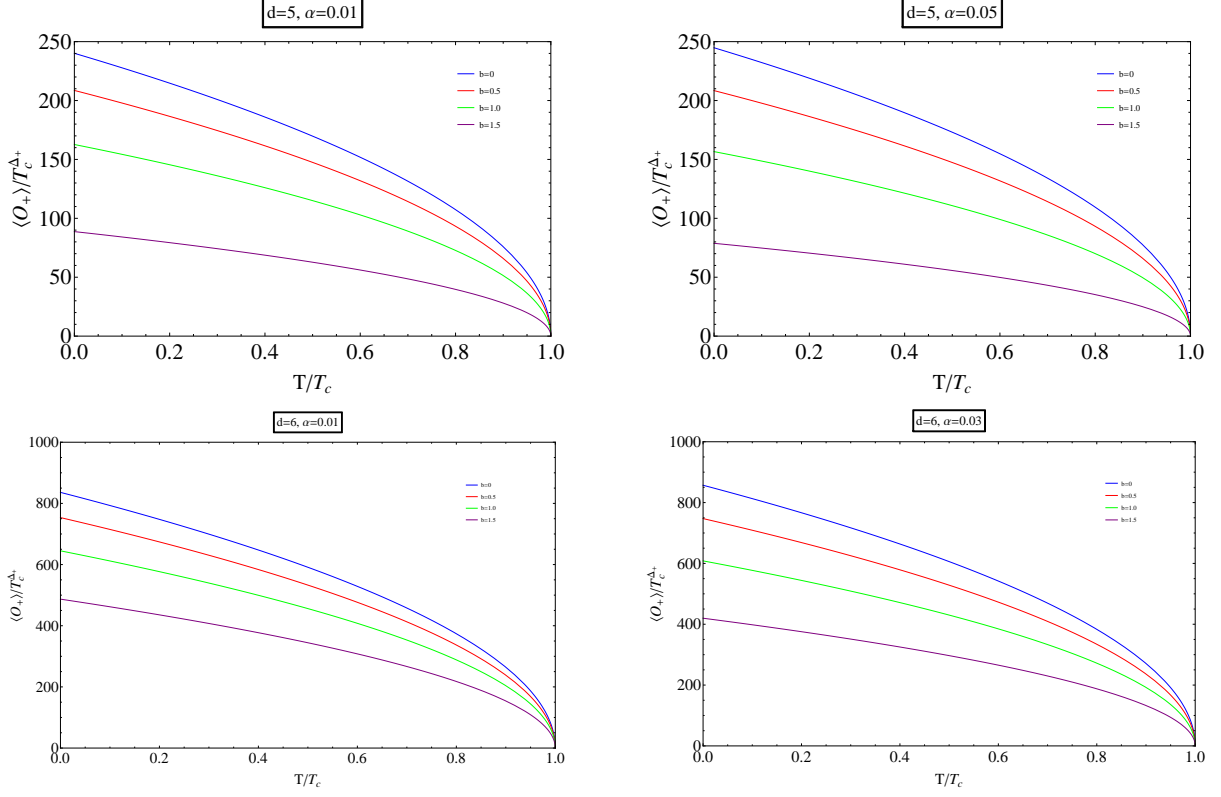 d=5, α=0.01
250
200
150
100
50
0
⟨O₊⟩/T_c^{Δ₊}
b=0
b=0.5
b=1.0
b=1.5
0.0 0.2 0.4 0.6 0.8 1.0
T/T_c
d=5, α=0.05
250
200
150
100
50
0
⟨O₊⟩/T_c^{Δ₊}
b=0
b=0.5
b=1.0
b=1.5
0.0 0.2 0.4 0.6 0.8 1.0
T/T_c
d=6, α=0.01
1000
800
600
400
200
0
⟨O₊⟩/T_c^{Δ₊}
b=0
b=0.5
b=1.0
b=1.5
0.0 0.2 0.4 0.6 0.8 1.0
T/T_c
d=6, α=0.03
1000
800
600
400
200
0
⟨O₊⟩/T_c^{Δ₊}
b=0
b=0.5
b=1.0
b=1.5
0.0 0.2 0.4 0.6 0.8 1.0
T/T_c